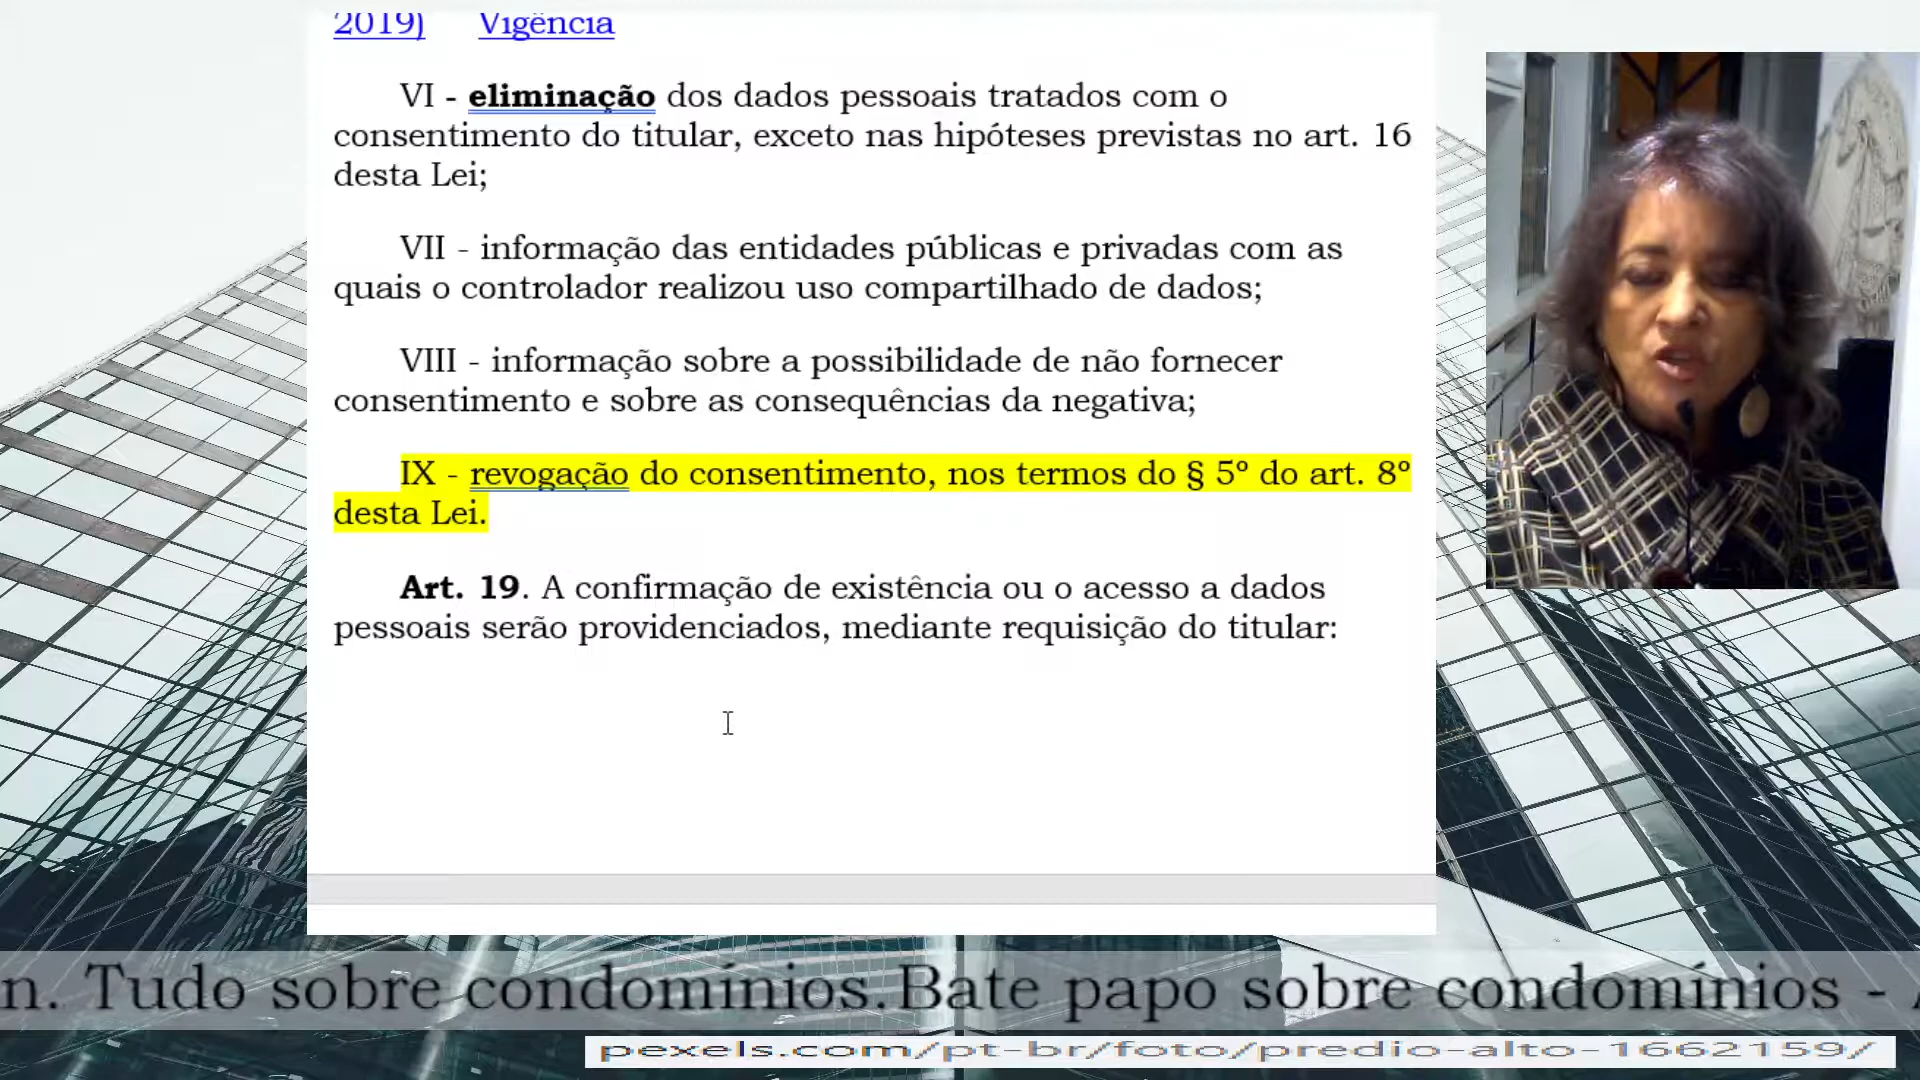 2019) Vigência
VI - eliminação dos dados pessoais tratados com o
consentimento do titular, exceto nas hipóteses previstas no art. 16
desta Lei;
VII - informação das entidades públicas e privadas com as
quais o controlador realizou uso compartilhado de dados;
VIII - informação sobre a possibilidade de não fornecer
consentimento e sobre as consequências da negativa;
IX - revogação do consentimento, nos termos do § 5º do art. 8º
desta Lei.
Art. 19. A confirmação de existência ou o acesso a dados
pessoais serão providenciados, mediante requisição do titular:
n. Tudo sobre condomínios.Bate papo sobre condomínios -
pexels.com/pt-br/foto/predio-alto-1662159/